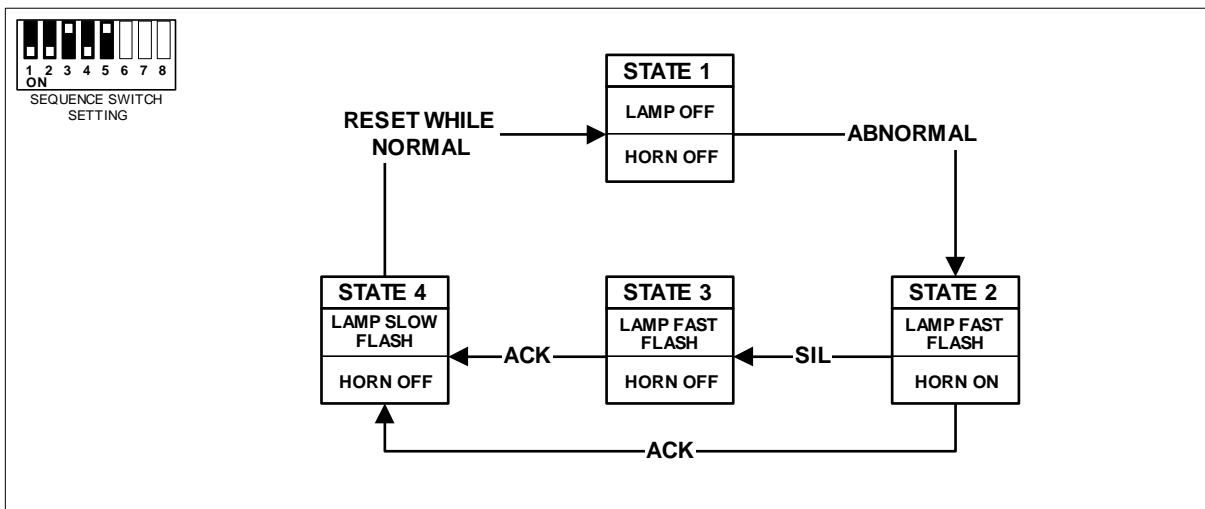 1 2 3 4 5 6 7 8
ON
SEQUENCE SWITCH
SETTING
STATE 1
LAMP OFF
HORN OFF
RESET WHILE
NORMAL
ABNORMAL
STATE 4
LAMP SLOW
FLASH
HORN OFF
ACK
STATE 3
LAMP FAST
FLASH
HORN OFF
SIL
STATE 2
LAMP FAST
FLASH
HORN ON
ACK